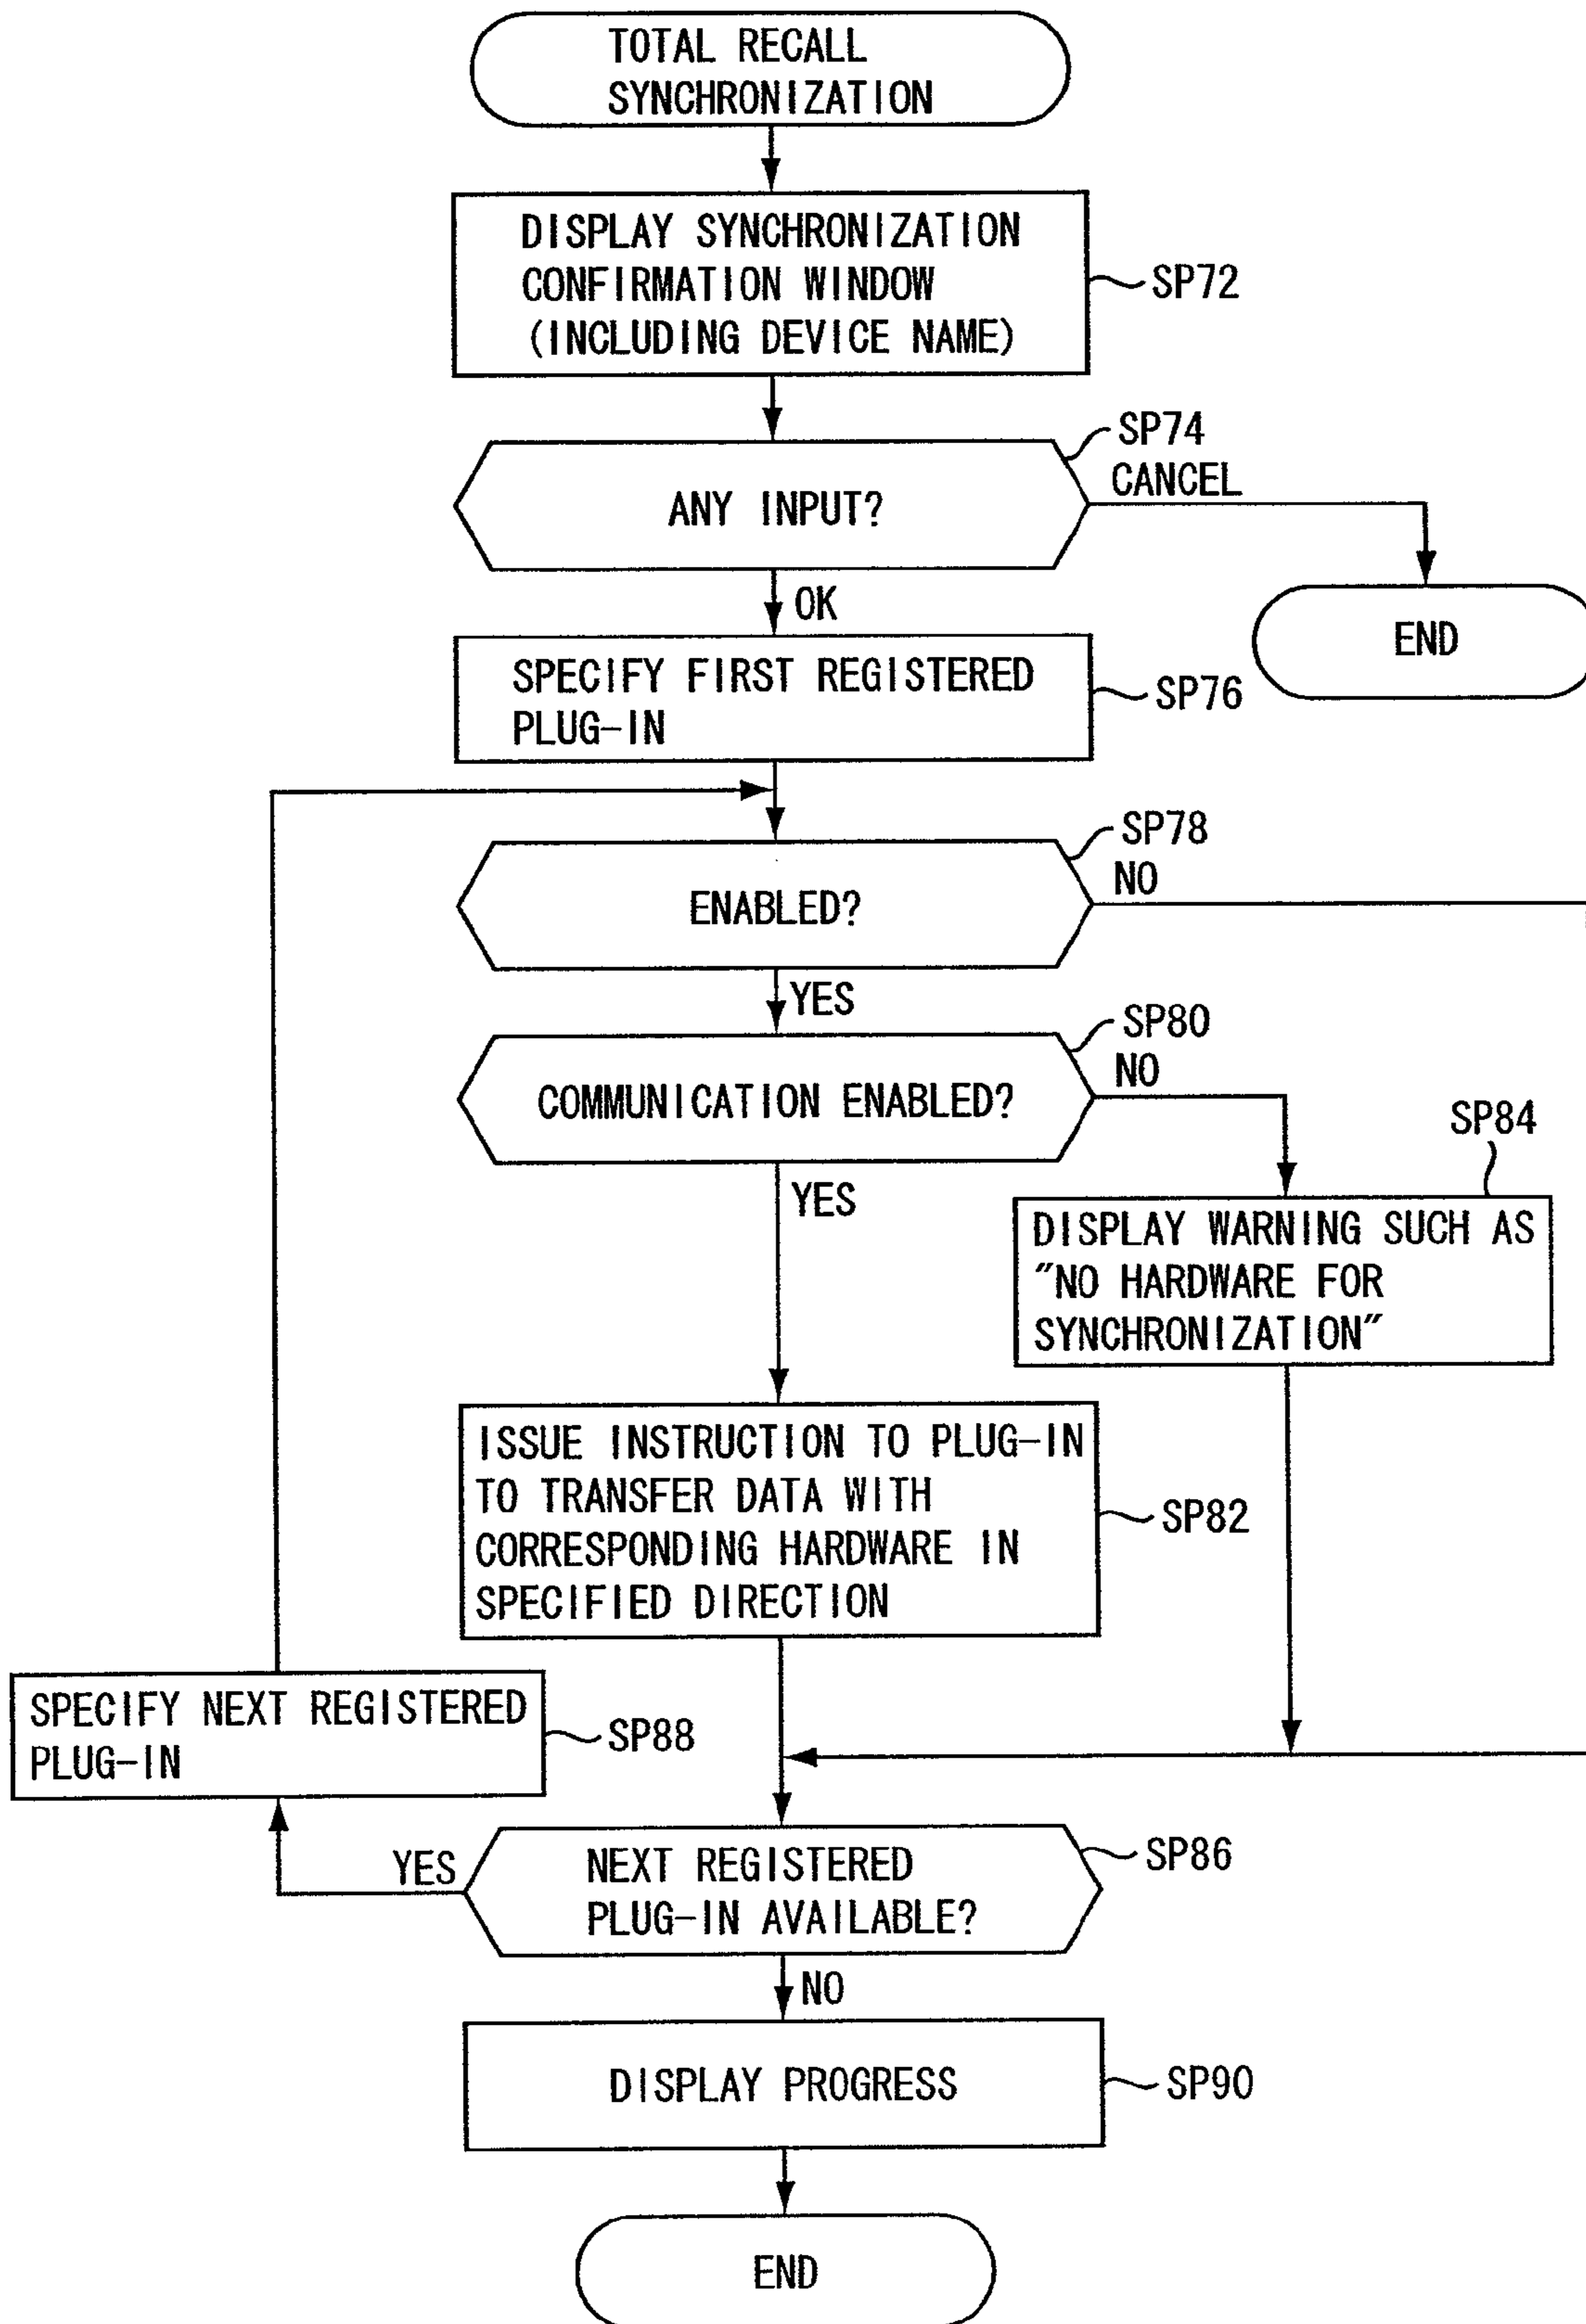 TOTAL RECALL
SYNCHRONIZATION
DISPLAY SYNCHRONIZATION
CONFIRMATION WINDOW
(INCLUDING DEVICE NAME)
SP72
SP74
CANCEL
ANY INPUT?
OK
END
SPECIFY FIRST REGISTERED
PLUG-IN
SP76
SP78
NO
ENABLED?
YES
SP80
NO
COMMUNICATION ENABLED?
SP84
YES
DISPLAY WARNING SUCH AS
"NO HARDWARE FOR
SYNCHRONIZATION"
ISSUE INSTRUCTION TO PLUG-IN
TO TRANSFER DATA WITH
CORRESPONDING HARDWARE IN
SPECIFIED DIRECTION
SP82
SPECIFY NEXT REGISTERED
PLUG-IN
SP88
YES
NEXT REGISTERED
PLUG-IN AVAILABLE?
SP86
NO
DISPLAY PROGRESS
SP90
END